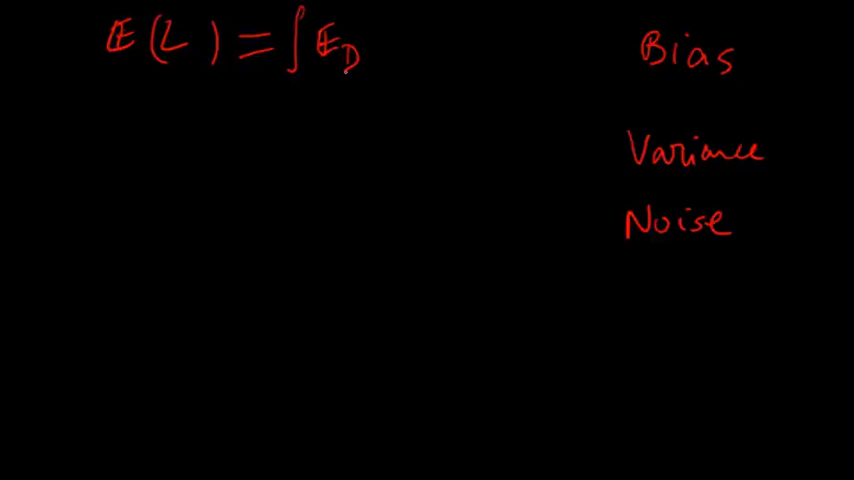 𝔼(L) = ∫ 𝔼_D
Bias
Variance
Noise